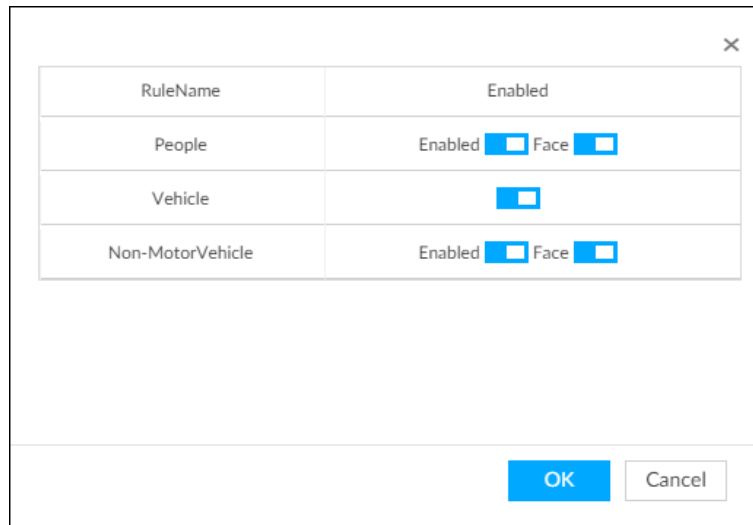 RuleName Enabled
People Enabled Face
Vehicle
Non-MotorVehicle Enabled Face
OK Cancel